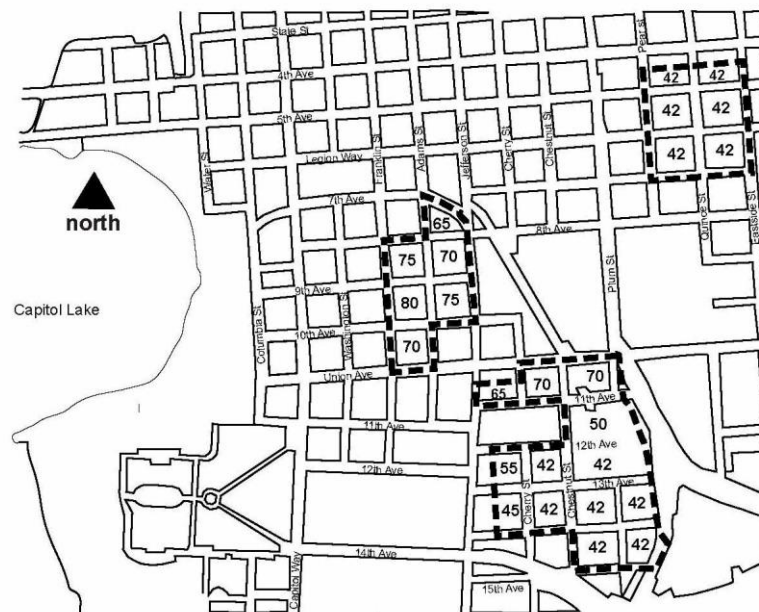 State St
4th Ave
5th Ave
Legion Way
7th Ave
8th Ave
9th Ave
10th Ave
Union Ave
11th Ave
11th Ave
12th Ave
12th Ave
13th Ave
14th Ave
15th Ave
Water St
Columbia St
Capitol Way
Washington St
Franklin St
Adams St
Jefferson St
Cherry St
Chestnut St
Cherry St
Chestnut St
Plum St
Pear st
Quince St
Eastside St
north
Capitol Lake
42 42
42 42
42 42
65
75 70
80 75
70
65 70 70
50
55 42 42
45 42 42 42
42 42